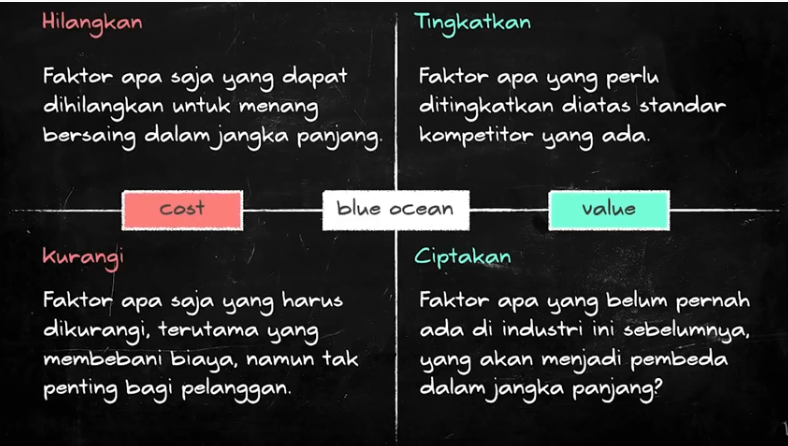 Hilangkan
Faktor apa saja yang dapat
dihilangkan untuk menang
bersaing dalam jangka panjang.
Tingkatkan
Faktor apa yang perlu
ditingkatkan diatas standar
kompetitor yang ada.
cost
blue ocean
value
Kurangi
Faktor apa saja yang harus
dikurangi, terutama yang
membebani biaya, namun tak
penting bagi pelanggan.
Ciptakan
Faktor apa yang belum pernah
ada di industri ini sebelumnya,
yang akan menjadi pembeda
dalam jangka panjang?